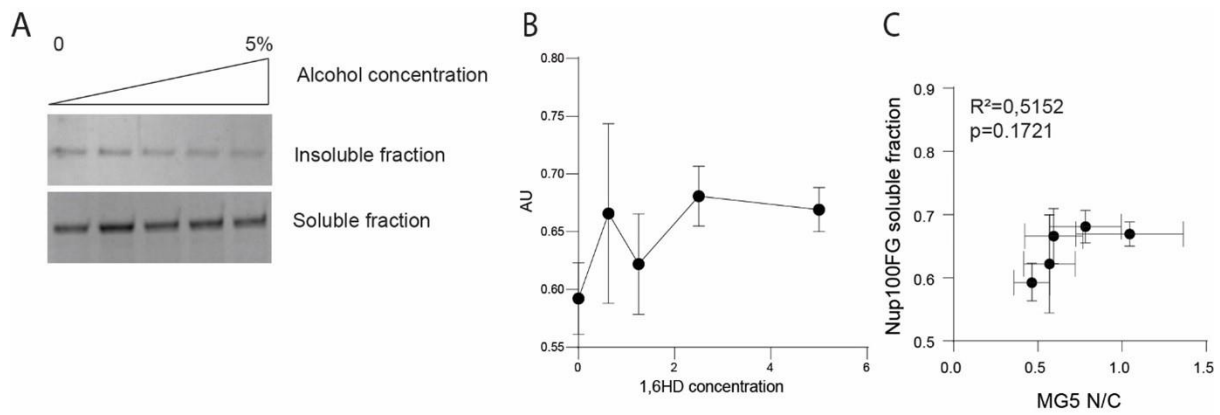 A
0 5%
Alcohol concentration
Insoluble fraction
Soluble fraction
B
0.80
0.75
0.70
0.65
0.60
0.55
AU
0 2 4 6
1,6HD concentration
C
R²=0,5152
p=0.1721
0.9
0.8
0.7
0.6
0.5
Nup100FG soluble fraction
0.0 0.5 1.0 1.5
MG5 N/C